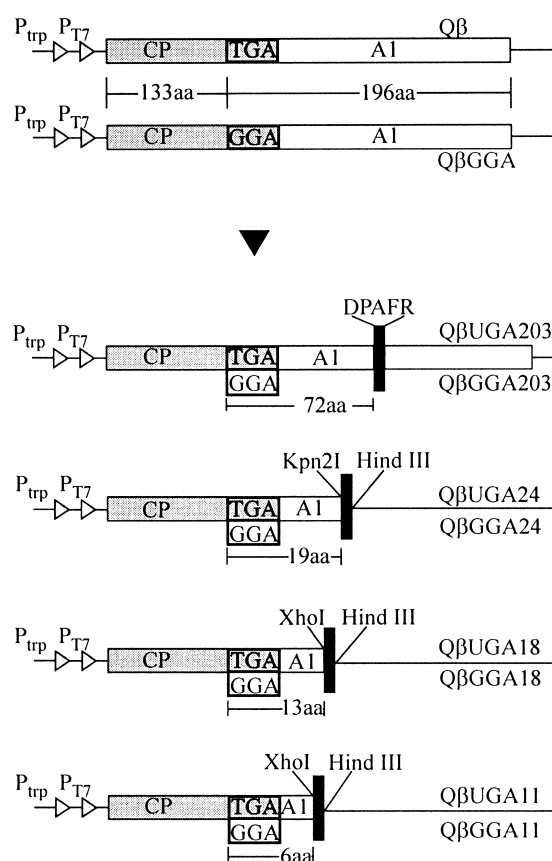 Ptrp PT7 Qβ
CP TGA A1
133aa 196aa
Ptrp PT7
CP GGA A1
QβGGA
DPAFR
Ptrp PT7 QβUGA203
CP TGA A1
GGA QβGGA203
72aa
Kpn2I Hind III
Ptrp PT7 QβUGA24
CP TGA A1
GGA QβGGA24
19aa
XhoI Hind III
Ptrp PT7 QβUGA18
CP TGA A1
GGA QβGGA18
13aa
XhoI Hind III
Ptrp PT7 QβUGA11
CP TGA A1
GGA QβGGA11
6aa